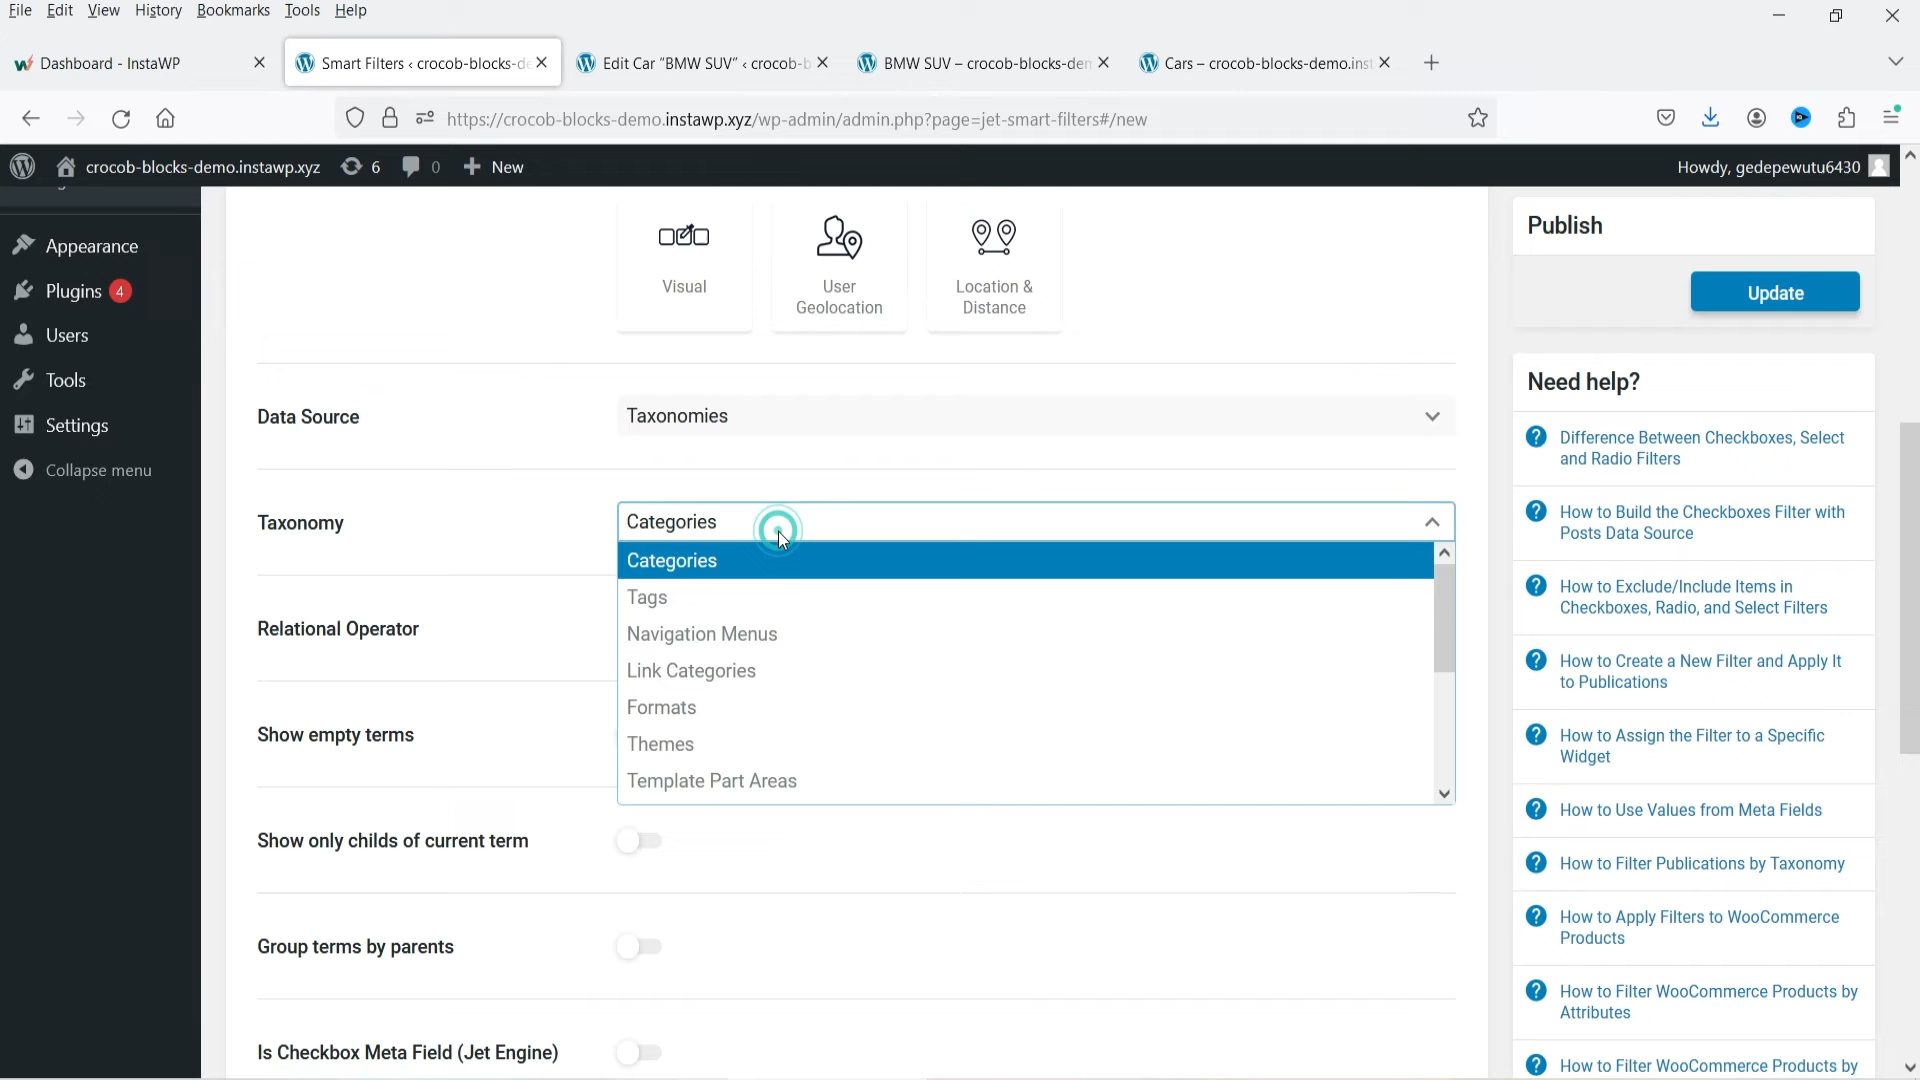 File Edit View History Bookmarks Tools Help
Dashboard - InstaWP
Smart Filters ‹ crocob-blocks-de
Edit Car "BMW SUV" ‹ crocob-b
BMW SUV – crocob-blocks-den
Cars – crocob-blocks-demo.inst
https://crocob-blocks-demo.instawp.xyz/wp-admin/admin.php?page=jet-smart-filters#/new
crocob-blocks-demo.instawp.xyz 6 0 New
Howdy, gedepewutu6430
Appearance
Plugins 4
Users
Tools
Settings
Collapse menu
Visual
User
Geolocation
Location &
Distance
Data Source
Taxonomies
Taxonomy
Categories
Categories
Tags
Navigation Menus
Link Categories
Formats
Themes
Template Part Areas
Relational Operator
Show empty terms
Show only childs of current term
Group terms by parents
Is Checkbox Meta Field (Jet Engine)
Publish
Update
Need help?
Difference Between Checkboxes, Select
and Radio Filters
How to Build the Checkboxes Filter with
Posts Data Source
How to Exclude/Include Items in
Checkboxes, Radio, and Select Filters
How to Create a New Filter and Apply It
to Publications
How to Assign the Filter to a Specific
Widget
How to Use Values from Meta Fields
How to Filter Publications by Taxonomy
How to Apply Filters to WooCommerce
Products
How to Filter WooCommerce Products by
Attributes
How to Filter WooCommerce Products by